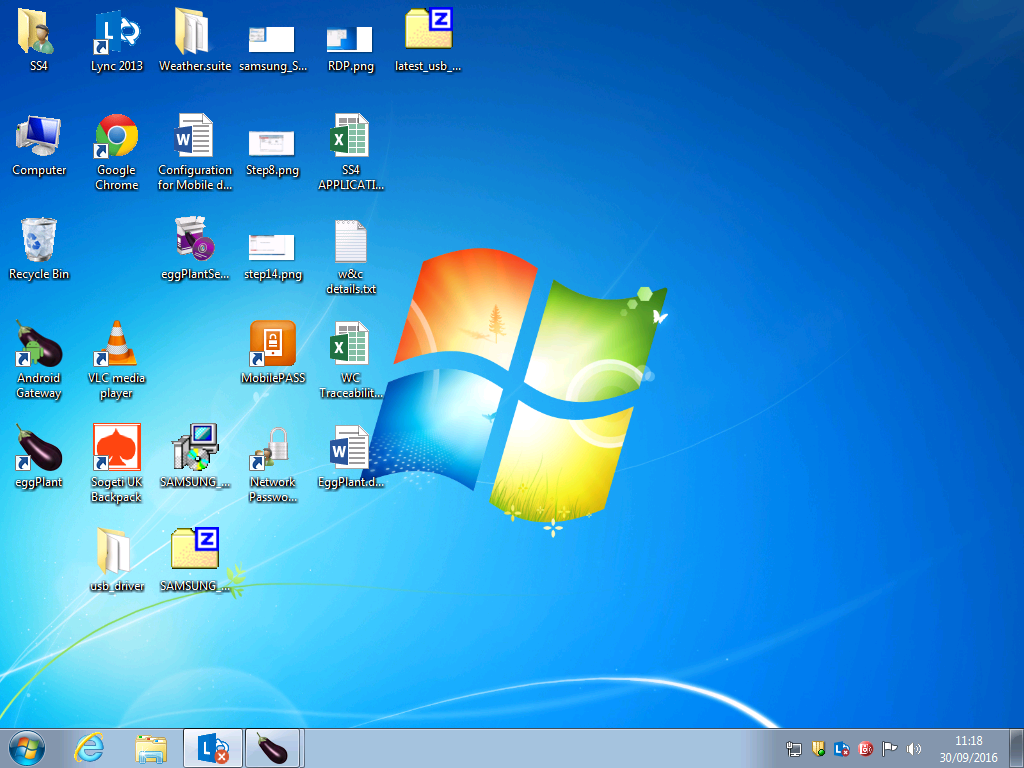 SS4
Lync 2013
Weather.suite
samsung_S...
RDP.png
latest_usb_...
Computer
Google
Chrome
Configuration
for Mobile d...
Step8.png
SS4
APPLICATI...
Recycle Bin
eggPlantSe...
step14.png
w&c
details.txt
Android
Gateway
VLC media
player
MobilePASS
WC
Traceabilit...
eggPlant
Sogeti UK
Backpack
SAMSUNG_...
Network
Passwo...
EggPlant.d...
usb_driver
SAMSUNG_...
11:18
30/09/2016